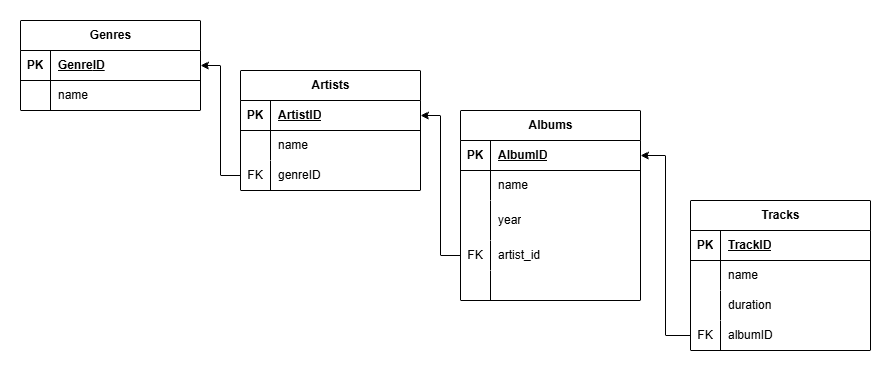 Genres
PK GenreID
name
Artists
PK ArtistID
name
FK genreID
Albums
PK AlbumID
name
year
FK artist_id
Tracks
PK TrackID
name
duration
FK albumID